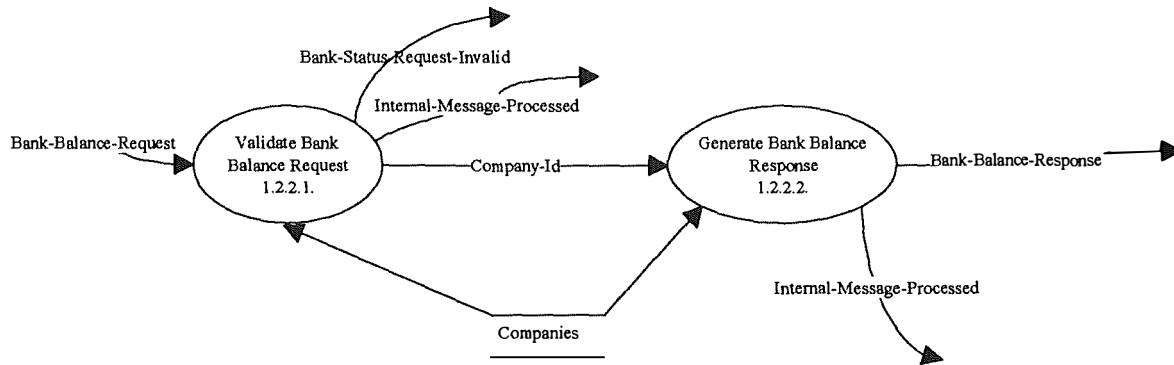 Bank-Status-Request-Invalid
Internal-Message-Processed
Bank-Balance-Request
Validate Bank
Balance Request
1.2.2.1.
Company-Id
Generate Bank Balance
Response
1.2.2.2.
Bank-Balance-Response
Internal-Message-Processed
Companies